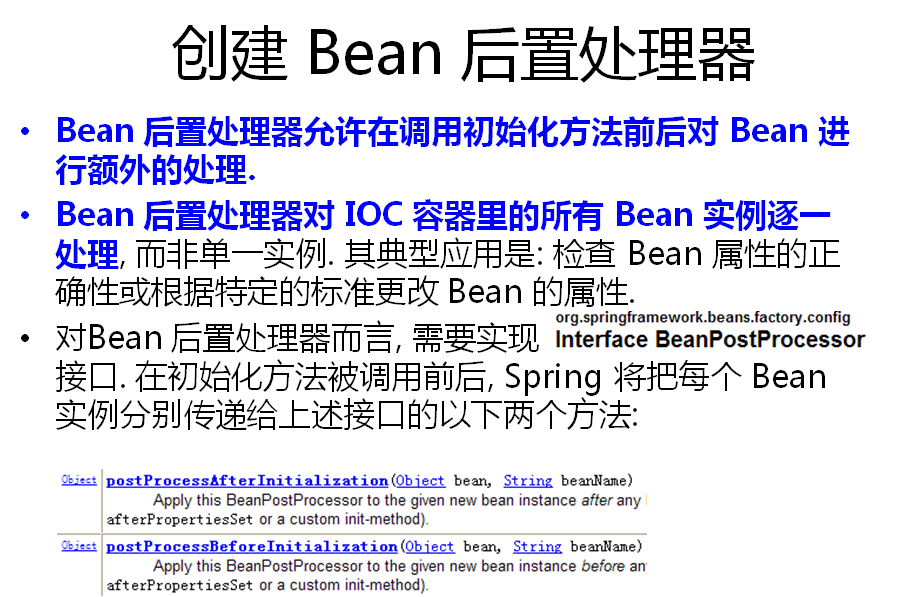 创建 Bean 后置处理器
• Bean 后置处理器允许在调用初始化方法前后对 Bean 进
行额外的处理.
• Bean 后置处理器对 IOC 容器里的所有 Bean 实例逐一
处理, 而非单一实例. 其典型应用是: 检查 Bean 属性的正
确性或根据特定的标准更改 Bean 的属性.
org.springframework.beans.factory.config
• 对Bean 后置处理器而言, 需要实现 Interface BeanPostProcessor
接口. 在初始化方法被调用前后, Spring 将把每个 Bean
实例分别传递给上述接口的以下两个方法:
Object postProcessAfterInitialization(Object bean, String beanName)
Apply this BeanPostProcessor to the given new bean instance after any
afterPropertiesSet or a custom init-method).
Object postProcessBeforeInitialization(Object bean, String beanName)
Apply this BeanPostProcessor to the given new bean instance before
afterPropertiesSet or a custom init-method).